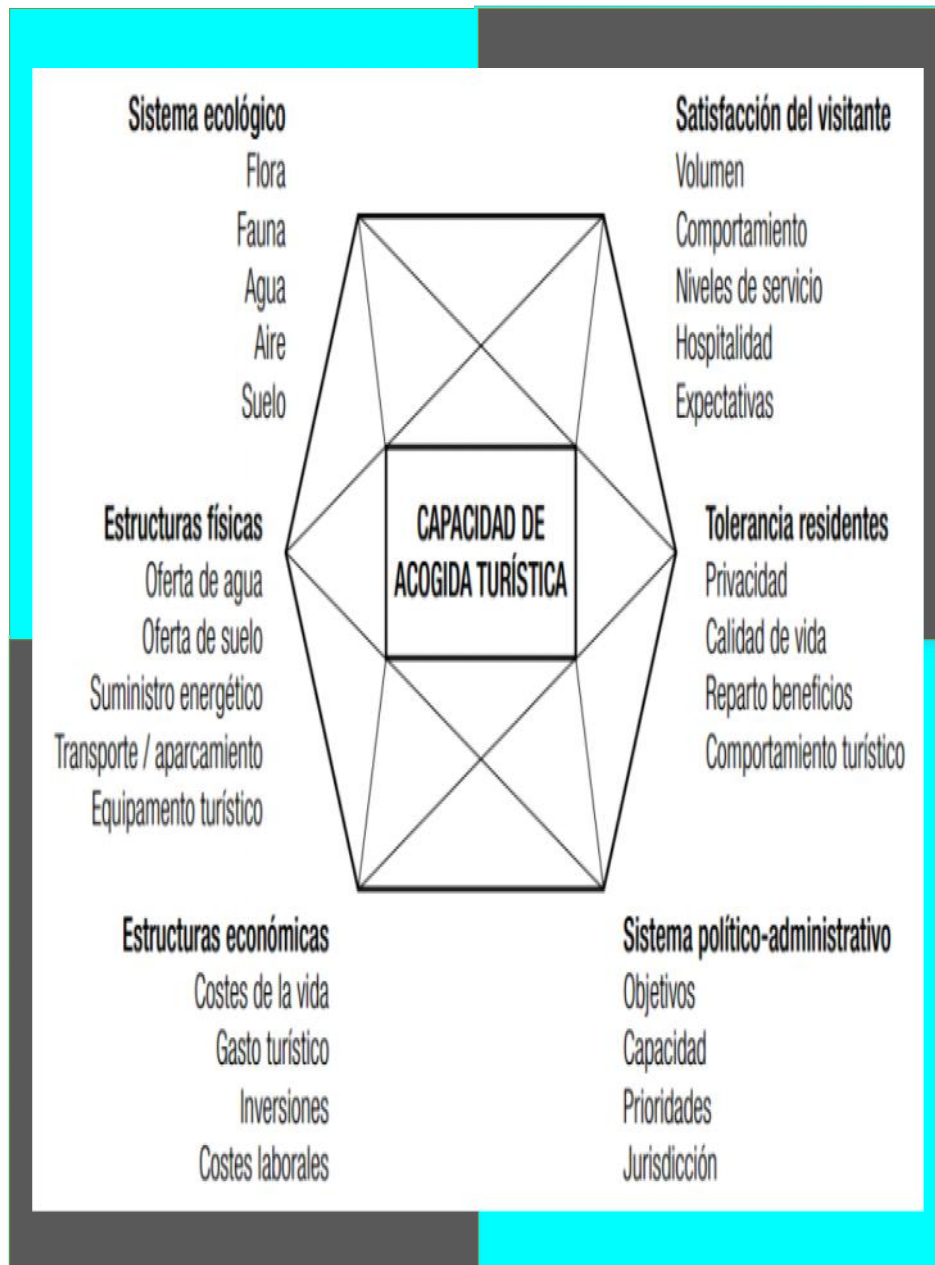 Sistema ecológico
Flora
Fauna
Agua
Aire
Suelo
Satisfacción del visitante
Volumen
Comportamiento
Niveles de servicio
Hospitalidad
Expectativas
Estructuras físicas
Oferta de agua
Oferta de suelo
Suministro energético
Transporte / aparcamiento
Equipamento turístico
CAPACIDAD DE
ACOGIDA TURÍSTICA
Tolerancia residentes
Privacidad
Calidad de vida
Reparto beneficios
Comportamiento turístico
Estructuras económicas
Costes de la vida
Gasto turístico
Inversiones
Costes laborales
Sistema político-administrativo
Objetivos
Capacidad
Prioridades
Jurisdicción